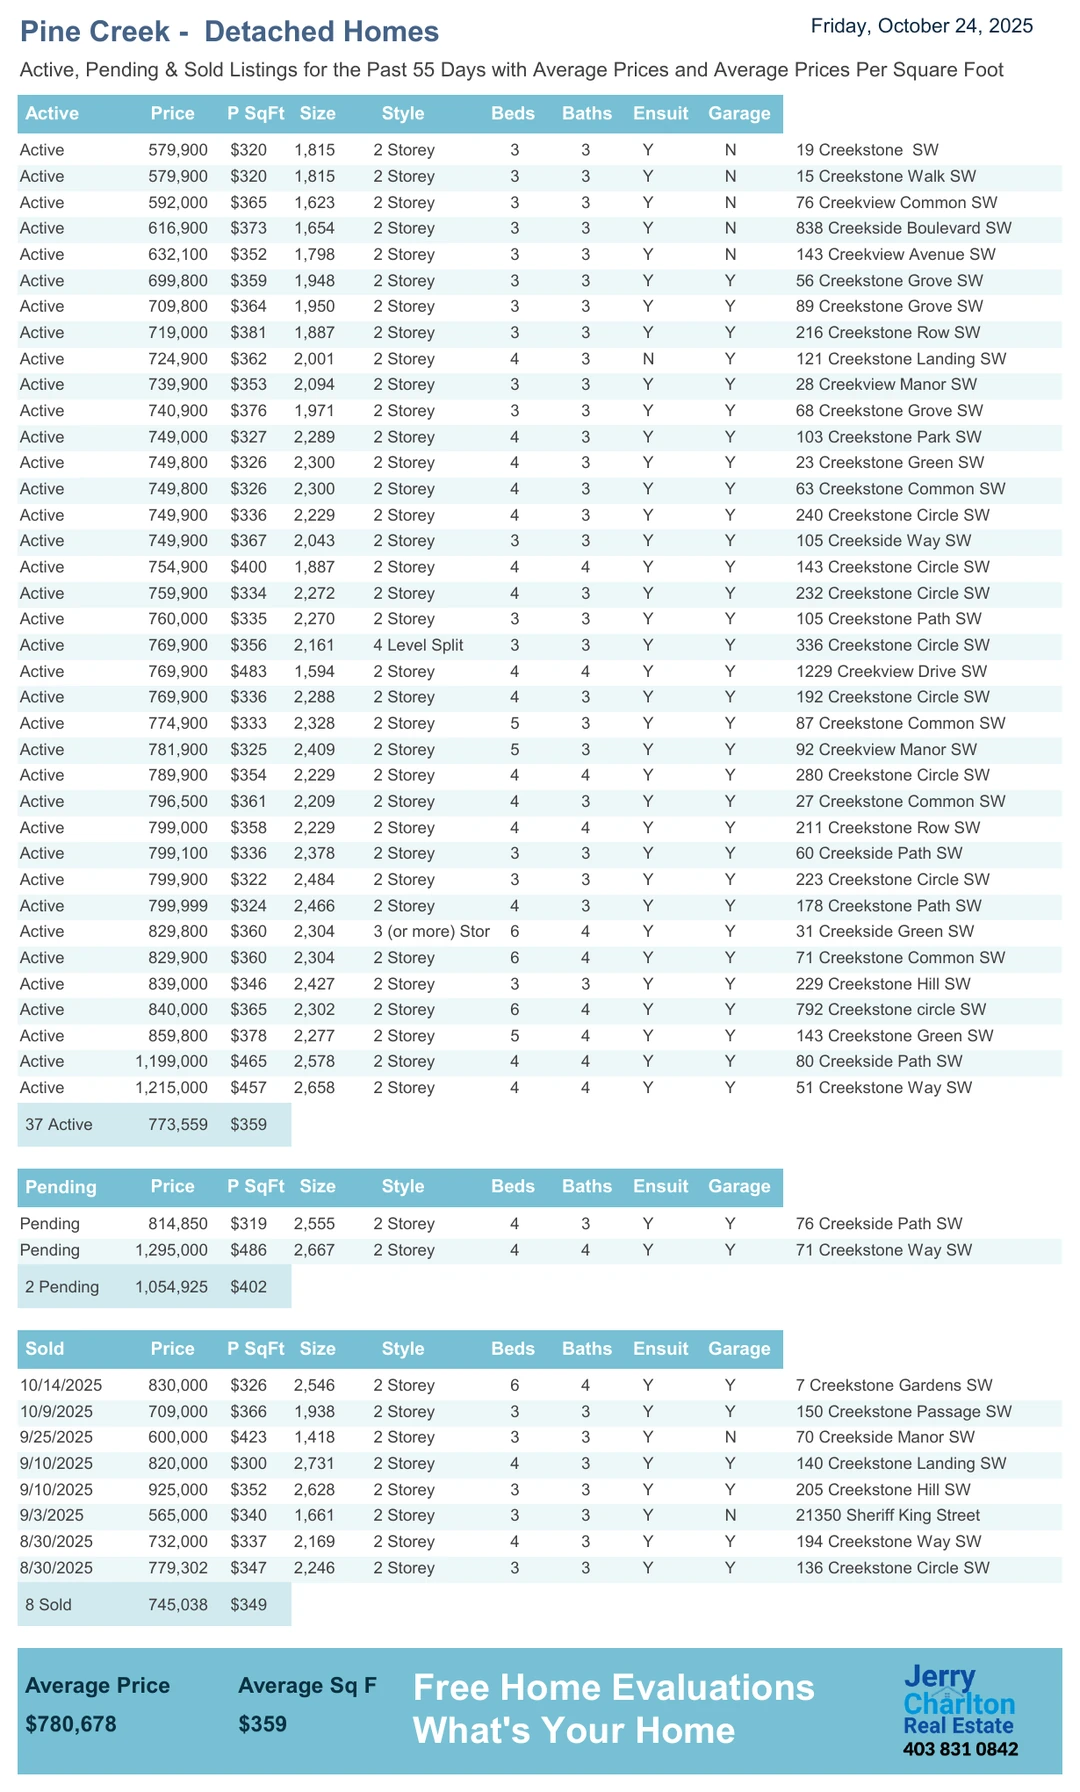 Pine Creek - Detached Homes
Friday, October 24, 2025
Active, Pending & Sold Listings for the Past 55 Days with Average Prices and Average Prices Per Square Foot
Active Price P SqFt Size Style Beds Baths Ensuit Garage
Active 579,900 $320 1,815 2 Storey 3 3 Y N 19 Creekstone SW
Active 579,900 $320 1,815 2 Storey 3 3 Y N 15 Creekstone Walk SW
Active 592,000 $365 1,623 2 Storey 3 3 Y N 76 Creekview Common SW
Active 616,900 $373 1,654 2 Storey 3 3 Y N 838 Creekside Boulevard SW
Active 632,100 $352 1,798 2 Storey 3 3 Y N 143 Creekview Avenue SW
Active 699,800 $359 1,948 2 Storey 3 3 Y Y 56 Creekstone Grove SW
Active 709,800 $364 1,950 2 Storey 3 3 Y Y 89 Creekstone Grove SW
Active 719,000 $381 1,887 2 Storey 3 3 Y Y 216 Creekstone Row SW
Active 724,900 $362 2,001 2 Storey 4 3 N Y 121 Creekstone Landing SW
Active 739,900 $353 2,094 2 Storey 3 3 Y Y 28 Creekview Manor SW
Active 740,900 $376 1,971 2 Storey 3 3 Y Y 68 Creekstone Grove SW
Active 749,000 $327 2,289 2 Storey 4 3 Y Y 103 Creekstone Park SW
Active 749,800 $326 2,300 2 Storey 4 3 Y Y 23 Creekstone Green SW
Active 749,800 $326 2,300 2 Storey 4 3 Y Y 63 Creekstone Common SW
Active 749,900 $336 2,229 2 Storey 4 3 Y Y 240 Creekstone Circle SW
Active 749,900 $367 2,043 2 Storey 3 3 Y Y 105 Creekside Way SW
Active 754,900 $400 1,887 2 Storey 4 4 Y Y 143 Creekstone Circle SW
Active 759,900 $334 2,272 2 Storey 4 3 Y Y 232 Creekstone Circle SW
Active 760,000 $335 2,270 2 Storey 3 3 Y Y 105 Creekstone Path SW
Active 769,900 $356 2,161 4 Level Split 3 3 Y Y 336 Creekstone Circle SW
Active 769,900 $483 1,594 2 Storey 4 4 Y Y 1229 Creekview Drive SW
Active 769,900 $336 2,288 2 Storey 4 3 Y Y 192 Creekstone Circle SW
Active 774,900 $333 2,328 2 Storey 5 3 Y Y 87 Creekstone Common SW
Active 781,900 $325 2,409 2 Storey 5 3 Y Y 92 Creekview Manor SW
Active 789,900 $354 2,229 2 Storey 4 4 Y Y 280 Creekstone Circle SW
Active 796,500 $361 2,209 2 Storey 4 3 Y Y 27 Creekstone Common SW
Active 799,000 $358 2,229 2 Storey 4 4 Y Y 211 Creekstone Row SW
Active 799,100 $336 2,378 2 Storey 3 3 Y Y 60 Creekside Path SW
Active 799,900 $322 2,484 2 Storey 3 3 Y Y 223 Creekstone Circle SW
Active 799,999 $324 2,466 2 Storey 4 3 Y Y 178 Creekstone Path SW
Active 829,800 $360 2,304 3 (or more) Stor 6 4 Y Y 31 Creekside Green SW
Active 829,900 $360 2,304 2 Storey 6 4 Y Y 71 Creekstone Common SW
Active 839,000 $346 2,427 2 Storey 3 3 Y Y 229 Creekstone Hill SW
Active 840,000 $365 2,302 2 Storey 6 4 Y Y 792 Creekstone circle SW
Active 859,800 $378 2,277 2 Storey 5 4 Y Y 143 Creekstone Green SW
Active 1,199,000 $465 2,578 2 Storey 4 4 Y Y 80 Creekside Path SW
Active 1,215,000 $457 2,658 2 Storey 4 4 Y Y 51 Creekstone Way SW
37 Active 773,559 $359
Pending Price P SqFt Size Style Beds Baths Ensuit Garage
Pending 814,850 $319 2,555 2 Storey 4 3 Y Y 76 Creekside Path SW
Pending 1,295,000 $486 2,667 2 Storey 4 4 Y Y 71 Creekstone Way SW
2 Pending 1,054,925 $402
Sold Price P SqFt Size Style Beds Baths Ensuit Garage
10/14/2025 830,000 $326 2,546 2 Storey 6 4 Y Y 7 Creekstone Gardens SW
10/9/2025 709,000 $366 1,938 2 Storey 3 3 Y Y 150 Creekstone Passage SW
9/25/2025 600,000 $423 1,418 2 Storey 3 3 Y N 70 Creekside Manor SW
9/10/2025 820,000 $300 2,731 2 Storey 4 3 Y Y 140 Creekstone Landing SW
9/10/2025 925,000 $352 2,628 2 Storey 3 3 Y Y 205 Creekstone Hill SW
9/3/2025 565,000 $340 1,661 2 Storey 3 3 Y N 21350 Sheriff King Street
8/30/2025 732,000 $337 2,169 2 Storey 4 3 Y Y 194 Creekstone Way SW
8/30/2025 779,302 $347 2,246 2 Storey 3 3 Y Y 136 Creekstone Circle SW
8 Sold 745,038 $349
Average Price Average Sq F
$780,678 $359
Free Home Evaluations
What's Your Home
Jerry
Charlton
Real Estate
403 831 0842